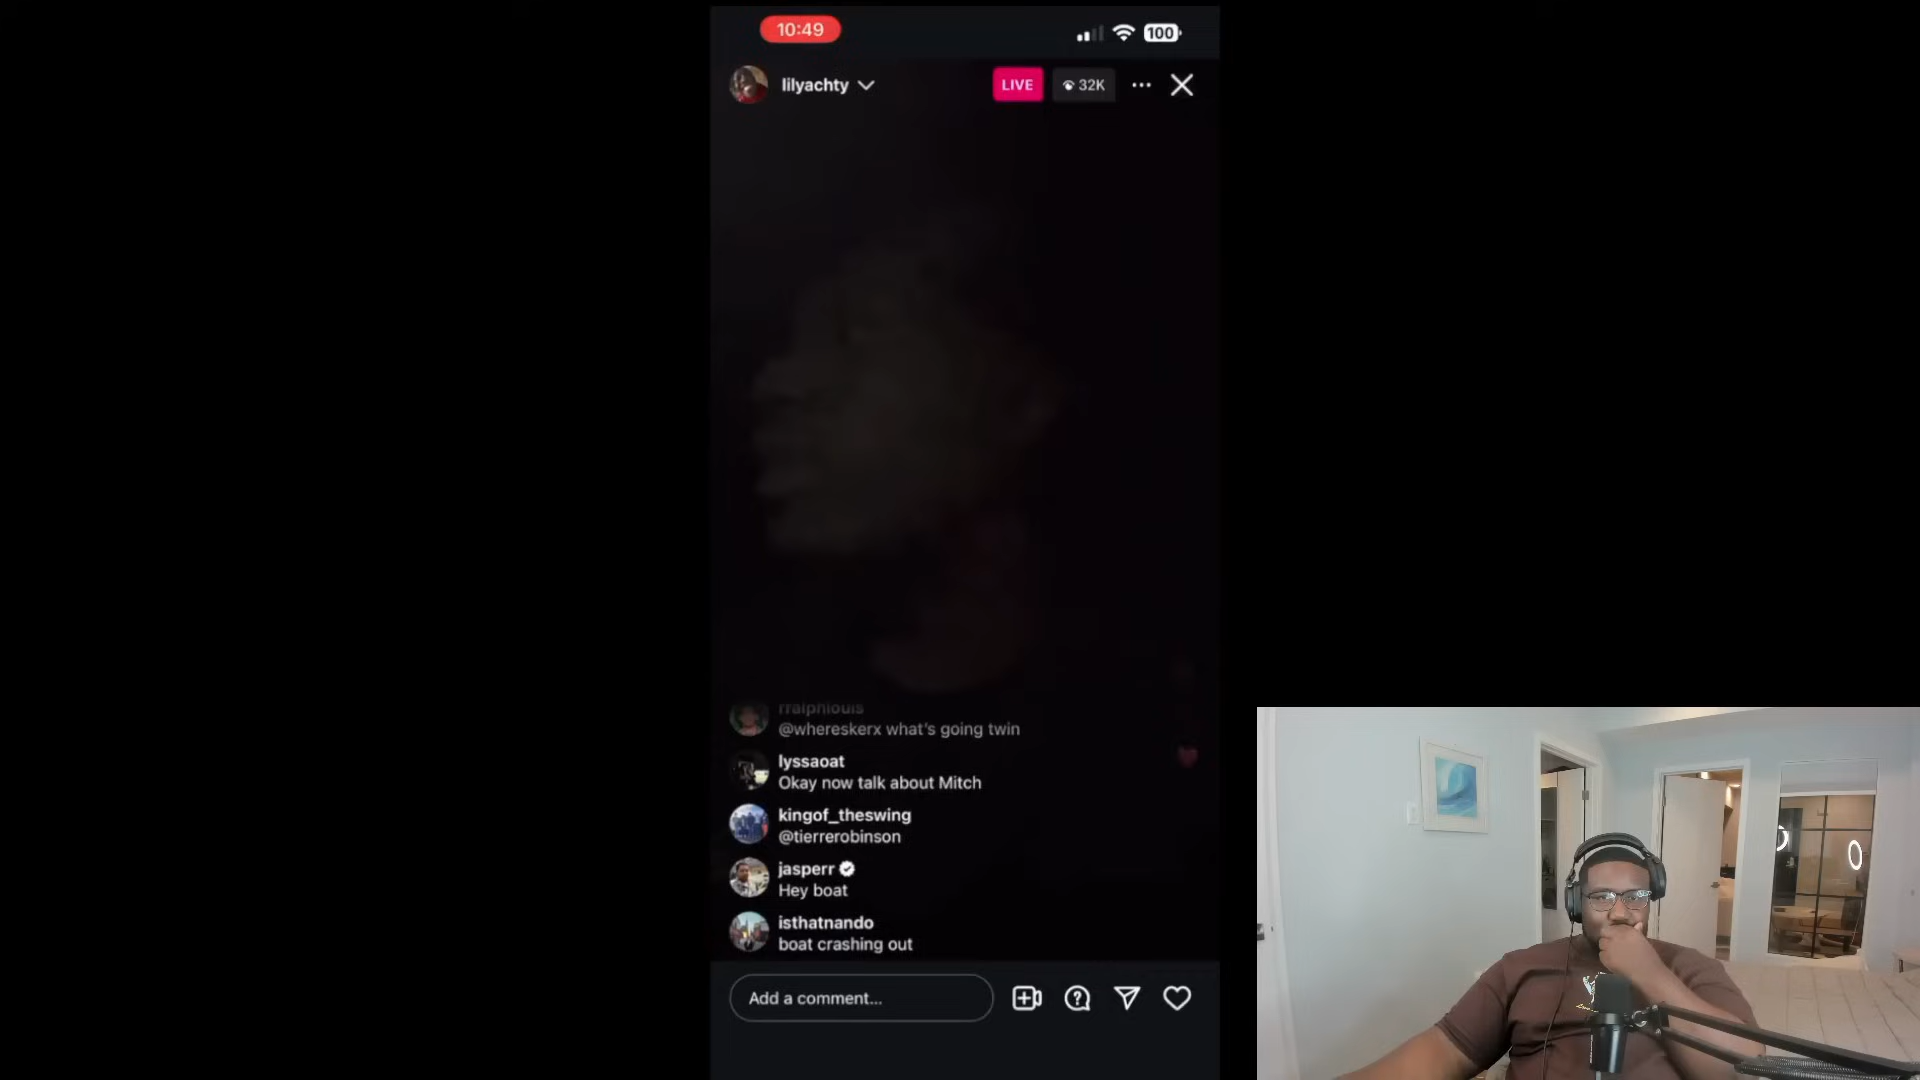 10:49
100
lilyachty
LIVE
32K
rralphlouis
@whereskerx what's going twin
lyssaoat
Okay now talk about Mitch
kingof_theswing
@tierrerobinson
jasperr
Hey boat
isthatnando
boat crashing out
Add a comment...